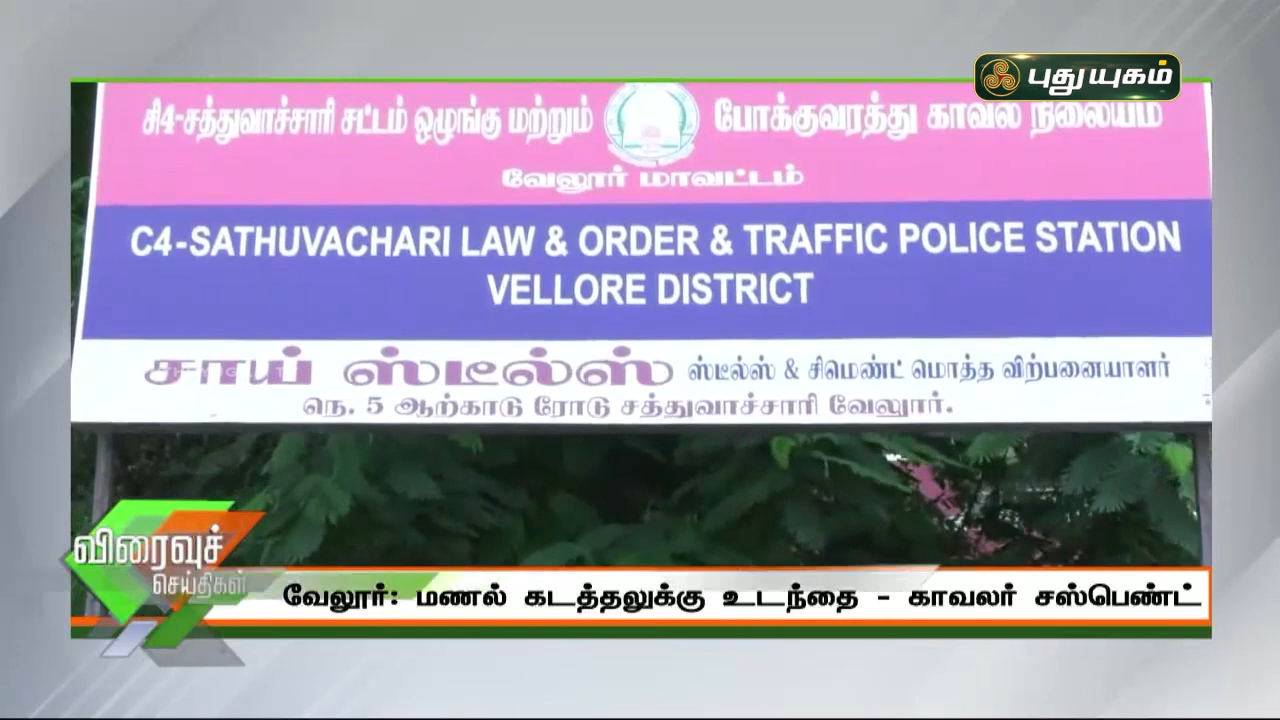 புதுயுகம்
சி4-சத்துவாச்சாரி சட்டம் ஒழுங்கு மற்றும் போக்குவரத்து காவல் நிலையம்
வேலூர் மாவட்டம்
C4-SATHUVACHARI LAW & ORDER & TRAFFIC POLICE STATION
VELLORE DISTRICT
சாய் ஸ்டீல்ஸ் ஸ்டீல்ஸ் & சிமெண்ட் மொத்த விற்பனையாளர்
நெ. 5 ஆற்காடு ரோடு சத்துவாச்சாரி வேலூர்.
விரைவுச்
செய்திகள்
வேலூர்: மணல் கடத்தலுக்கு உடந்தை - காவலர் சஸ்பெண்ட்